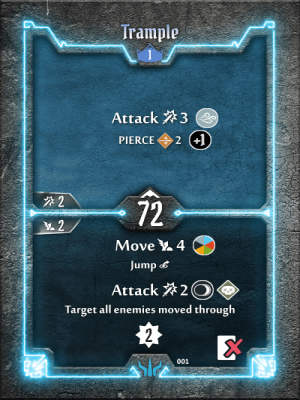 Trample
1
Attack 3
PIERCE 2 +1
2
72
2
Move 4
Jump
Attack 2
Target all enemies moved through
2
001